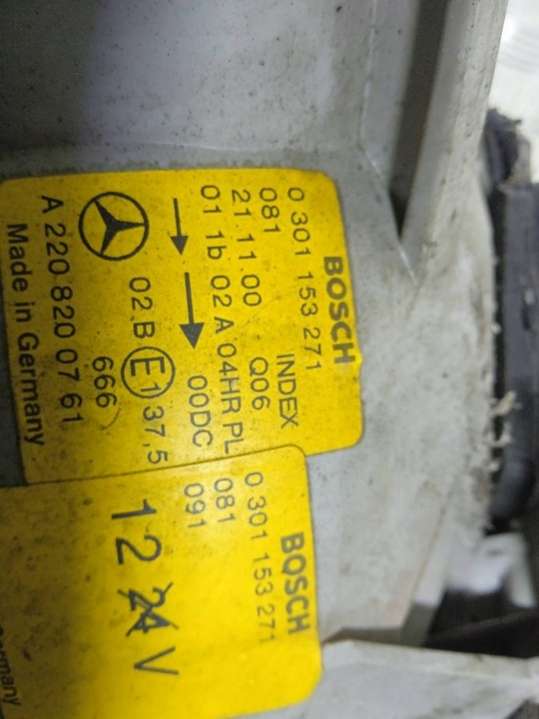 BOSCH
0 301 153 271
081 INDEX
21.11.00 Q06
01 1b 02 A 04HR PL
00DC
02 B E1 37,5
666
A 220 820 07 61
Made in Germany
BOSCH
0 301 153 271
081
091
12 24 V
Germany